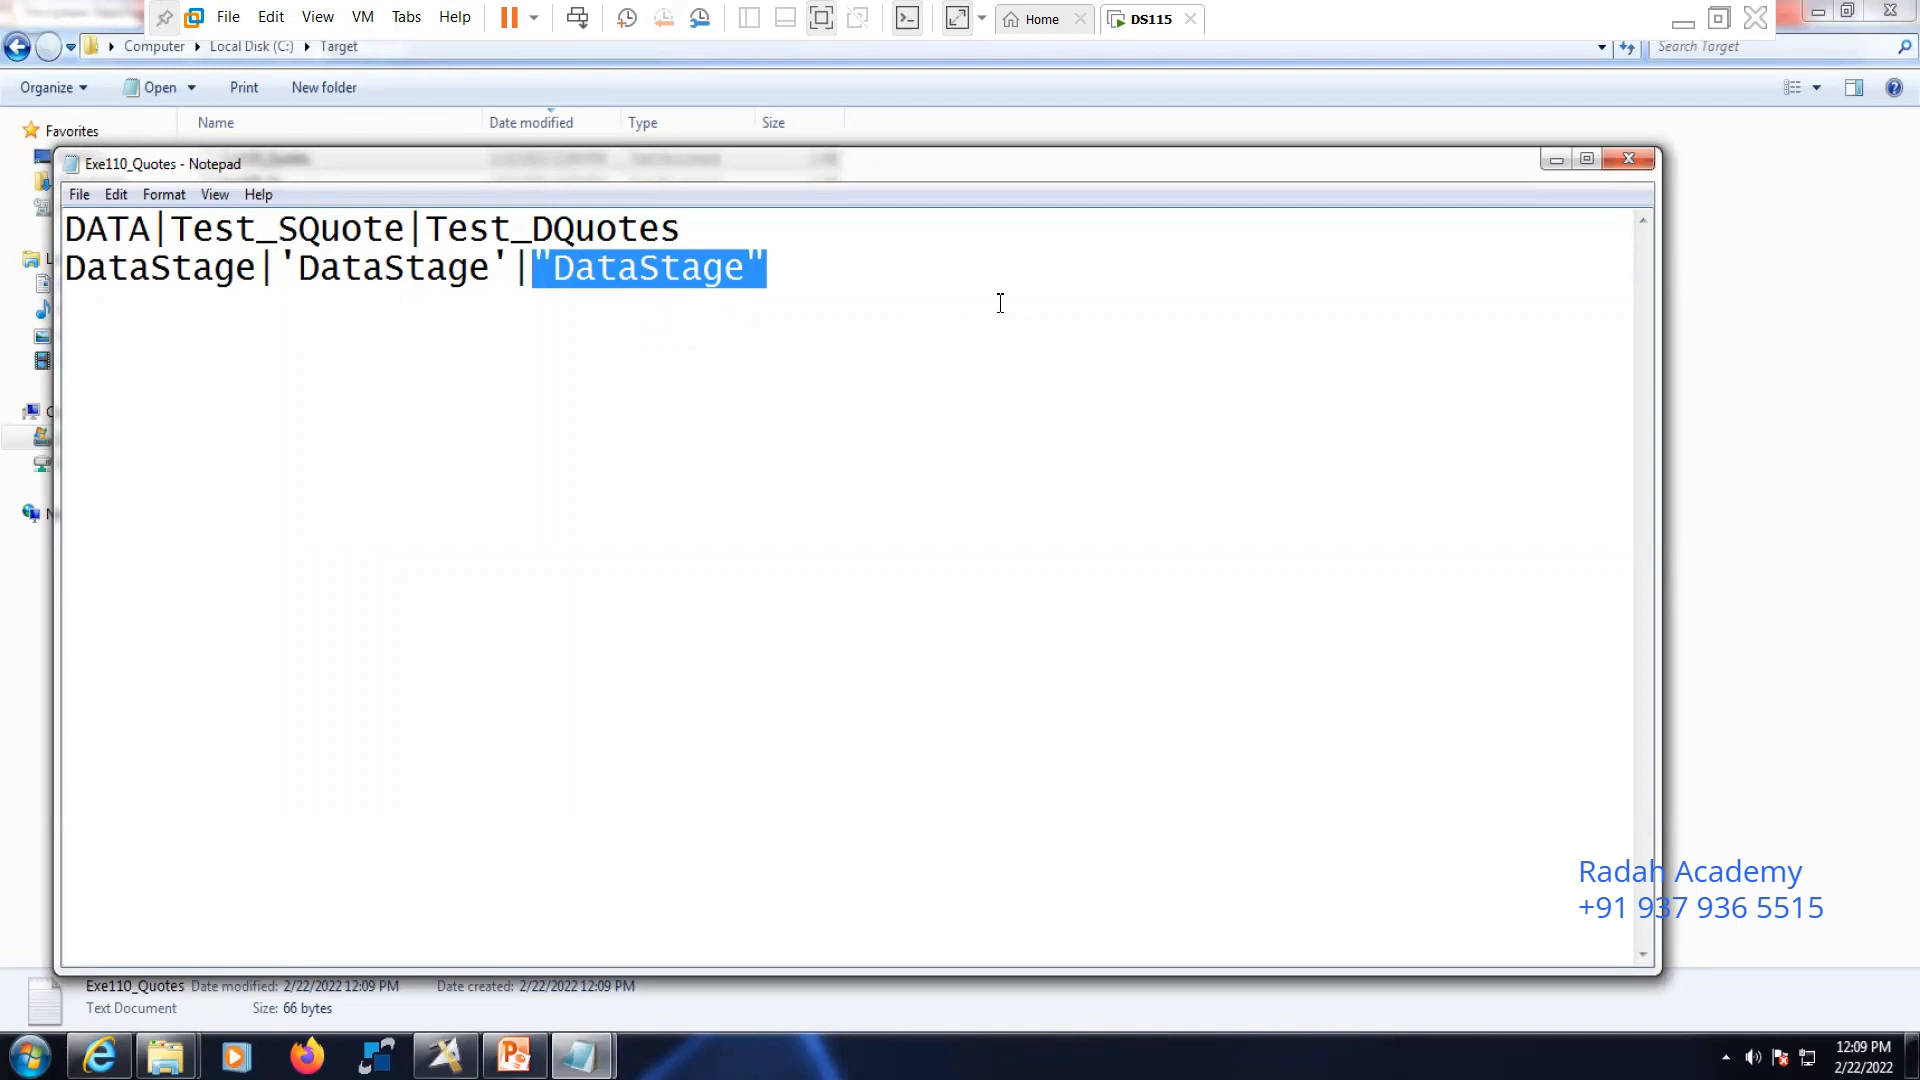 File Edit View VM Tabs Help Home DS115
Computer Local Disk (C:) Target Search Target
Organize Open Print New folder
Name Date modified Type Size
Favorites
Exe110_Quotes - Notepad
File Edit Format View Help
DATA|Test_SQuote|Test_DQuotes
DataStage|'DataStage'|"DataStage"
Radah Academy
+91 937 936 5515
Exe110_Quotes Date modified: 2/22/2022 12:09 PM Date created: 2/22/2022 12:09 PM
Text Document Size: 66 bytes
12:09 PM
2/22/2022